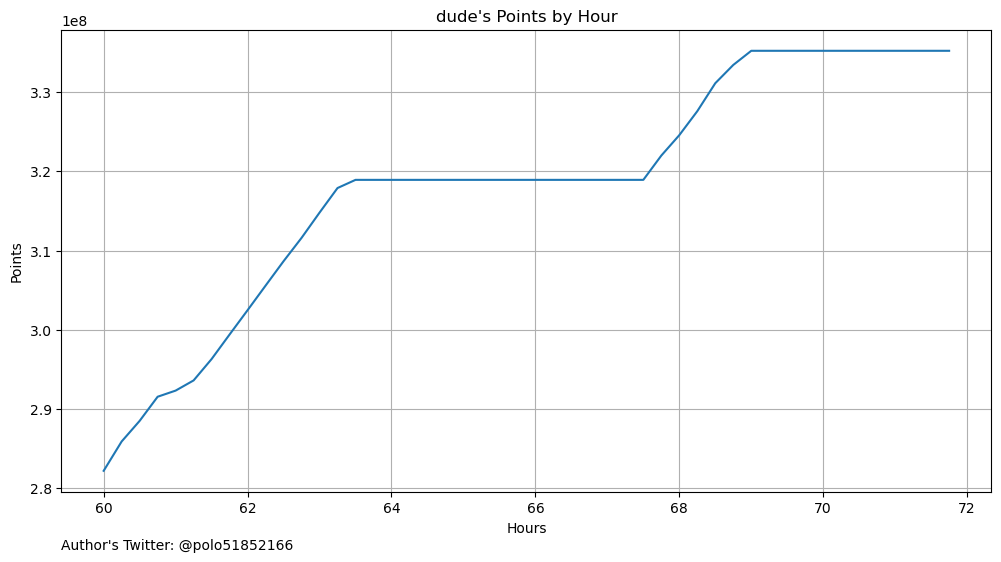 dude's Points by Hour
1e8
3.3
3.2
3.1
3.0
2.9
2.8
Points
60 62 64 66 68 70 72
Hours
Author's Twitter: @polo51852166